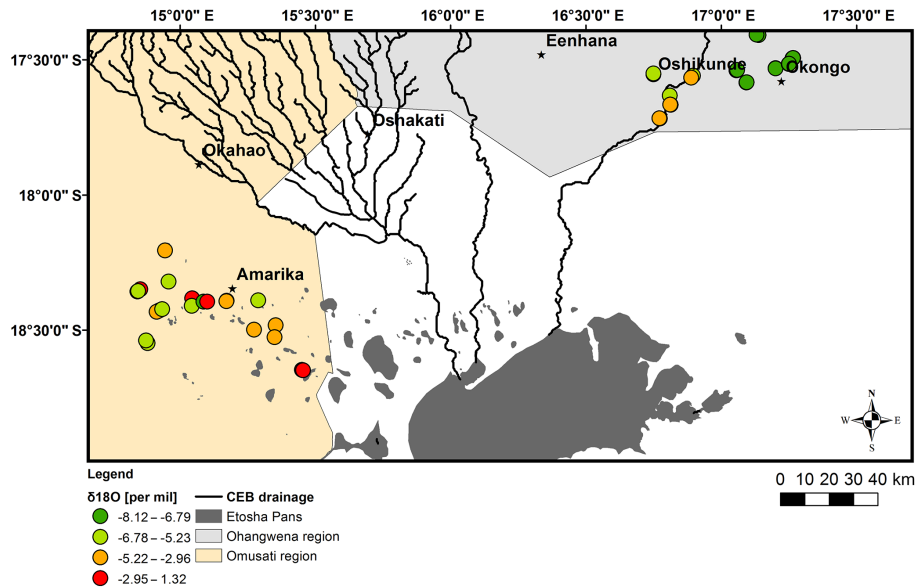 15°0'0" E 15°30'0" E 16°0'0" E 16°30'0" E 17°0'0" E 17°30'0" E
17°30'0" S
18°0'0" S
18°30'0" S
Eenhana
Oshikunde
Okongo
Oshakati
Okahao
Amarika
N
W E
S
Legend
δ18O [per mil]
-8.12 – -6.79
-6.78 – -5.23
-5.22 – -2.96
-2.95 – 1.32
CEB drainage
Etosha Pans
Ohangwena region
Omusati region
0 10 20 30 40 km